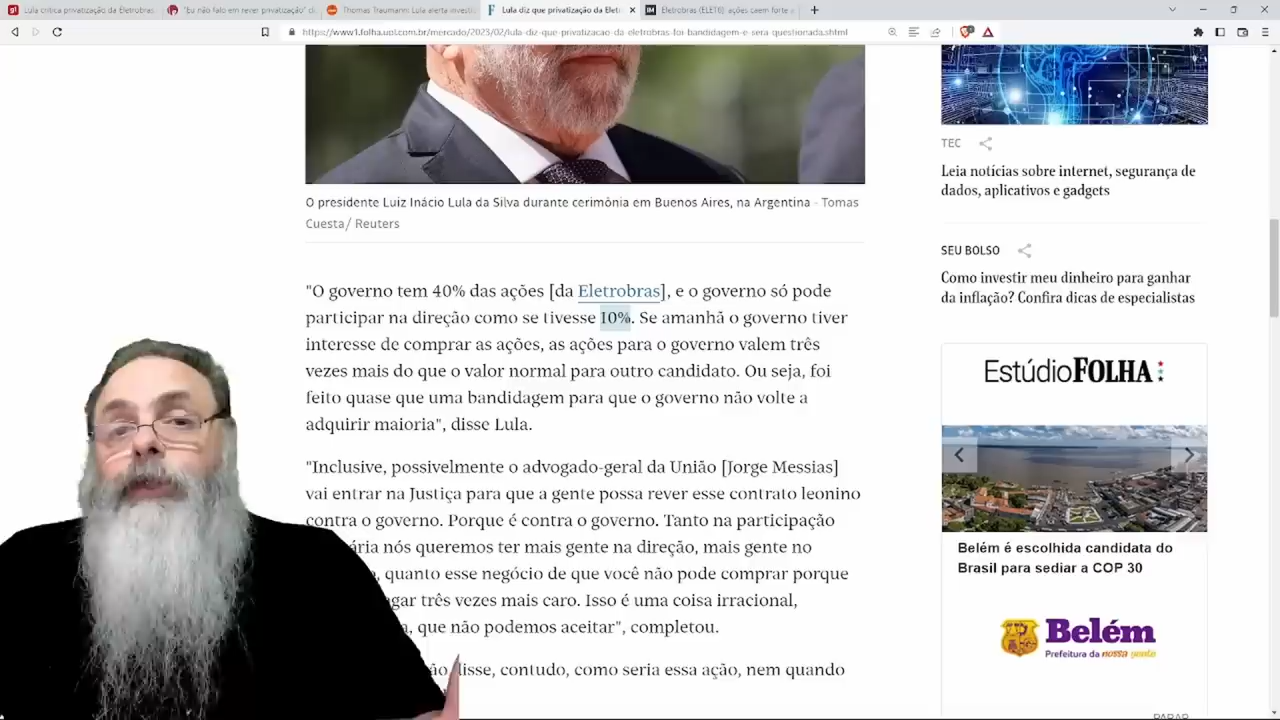 Lula critica privatização da Eletrobras
"Eu não falo em rever privatização" d
Thomas Traumann: Lula alerta investi
Lula diz que privatização da Eletr
Eletrobras (ELET6): ações caem forte a
https://www1.folha.uol.com.br/mercado/2023/02/lula-diz-que-privatizacao-da-eletrobras-foi-bandidagem-e-sera-questionada.shtml
O presidente Luiz Inácio Lula da Silva durante cerimônia em Buenos Aires, na Argentina - Tomas
Cuesta/ Reuters
"O governo tem 40% das ações [da Eletrobras], e o governo só pode
participar na direção como se tivesse 10%. Se amanhã o governo tiver
interesse de comprar as ações, as ações para o governo valem três
vezes mais do que o valor normal para outro candidato. Ou seja, foi
feito quase que uma bandidagem para que o governo não volte a
adquirir maioria", disse Lula.
"Inclusive, possivelmente o advogado-geral da União [Jorge Messias]
vai entrar na Justiça para que a gente possa rever esse contrato leonino
contra o governo. Porque é contra o governo. Tanto na participação
ária nós queremos ter mais gente na direção, mais gente no
, quanto esse negócio de que você não pode comprar porque
gar três vezes mais caro. Isso é uma coisa irracional,
a, que não podemos aceitar", completou.
ão disse, contudo, como seria essa ação, nem quando
TEC
Leia notícias sobre internet, segurança de
dados, aplicativos e gadgets
SEU BOLSO
Como investir meu dinheiro para ganhar
da inflação? Confira dicas de especialistas
EstúdioFOLHA
Belém é escolhida candidata do
Brasil para sediar a COP 30
Belém
Prefeitura da nossa gente
PARAR